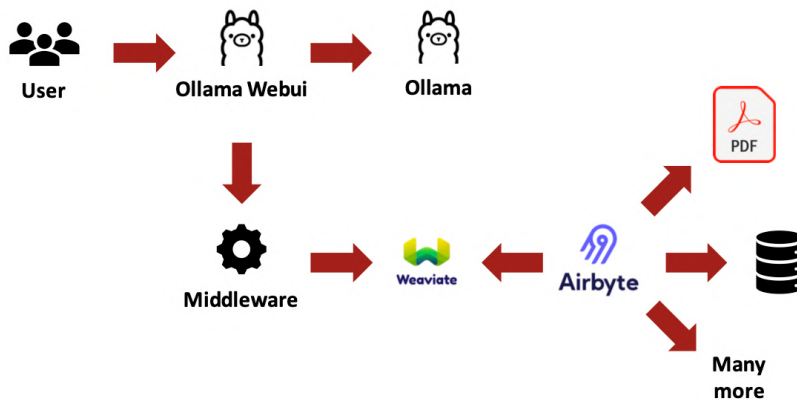 User
Ollama Webui
Ollama
PDF
Middleware
Weaviate
Airbyte
Many
more